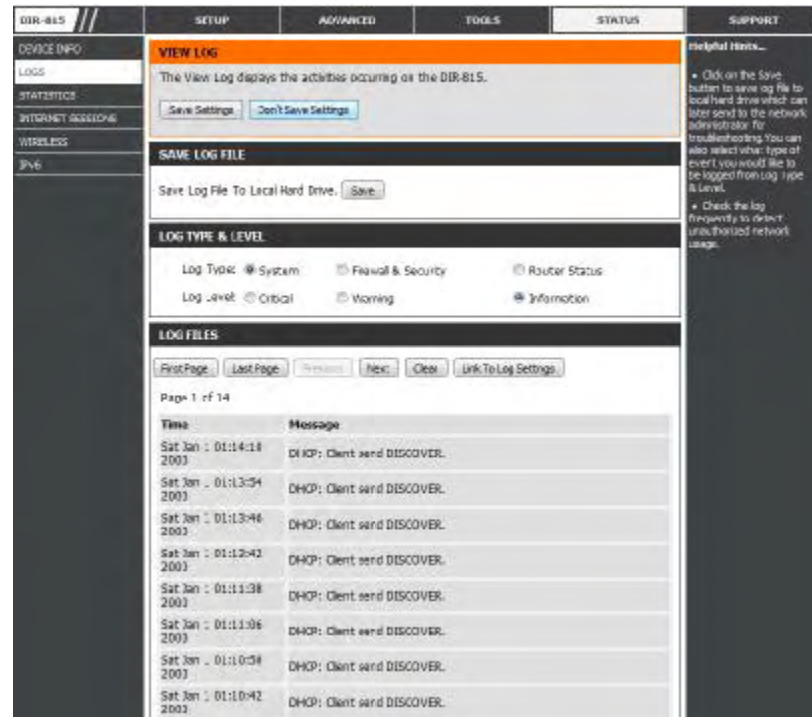 DIR-815
SETUP
ADVANCED
TOOLS
STATUS
SUPPORT
DEVICE INFO
LOGS
STATISTICS
INTERNET SESSIONS
WIRELESS
IPv6
VIEW LOG
The View Log displays the activities occurring on the DIR-815.
Save Settings
Don't Save Settings
SAVE LOG FILE
Save Log File To Local Hard Drive.
Save
LOG TYPE & LEVEL
Log Type: System Firewall & Security Router Status
Log Level: Critical Warning Information
LOG FILES
First Page
Last Page
Previous
Next
Clear
Link To Log Settings
Page 1 of 14
Time Message
Sat Jan 1 01:14:18
2003
DHCP: Client send DISCOVER.
Sat Jan 1 01:13:54
2003
DHCP: Client send DISCOVER.
Sat Jan 1 01:13:46
2003
DHCP: Client send DISCOVER.
Sat Jan 1 01:12:42
2003
DHCP: Client send DISCOVER.
Sat Jan 1 01:11:38
2003
DHCP: Client send DISCOVER.
Sat Jan 1 01:11:06
2003
DHCP: Client send DISCOVER.
Sat Jan 1 01:10:50
2003
DHCP: Client send DISCOVER.
Sat Jan 1 01:10:42
2003
DHCP: Client send DISCOVER.
Helpful Hints...
• Click on the Save
button to save log file to
local hard drive which can
later send to the network
administrator for
troubleshooting. You can
also select what type of
event you would like to
be logged from Log Type
& Level.
• Check the log
frequently to detect
unauthorized network
usage.